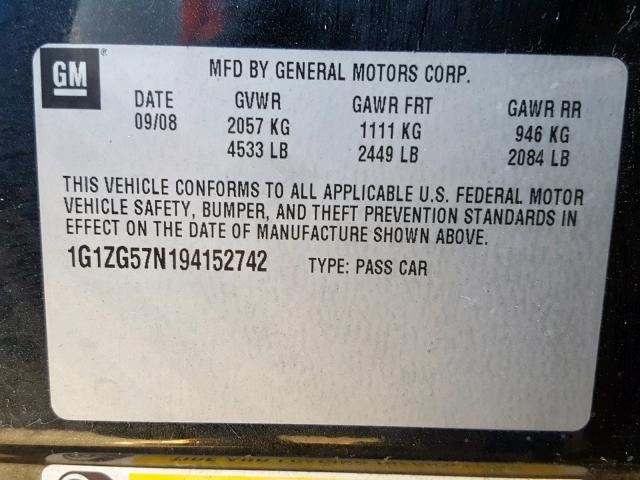 GM®
MFD BY GENERAL MOTORS CORP.
DATE GVWR GAWR FRT GAWR RR
09/08 2057 KG 1111 KG 946 KG
4533 LB 2449 LB 2084 LB
THIS VEHICLE CONFORMS TO ALL APPLICABLE U.S. FEDERAL MOTOR
VEHICLE SAFETY, BUMPER, AND THEFT PREVENTION STANDARDS IN
EFFECT ON THE DATE OF MANUFACTURE SHOWN ABOVE.
1G1ZG57N194152742 TYPE: PASS CAR